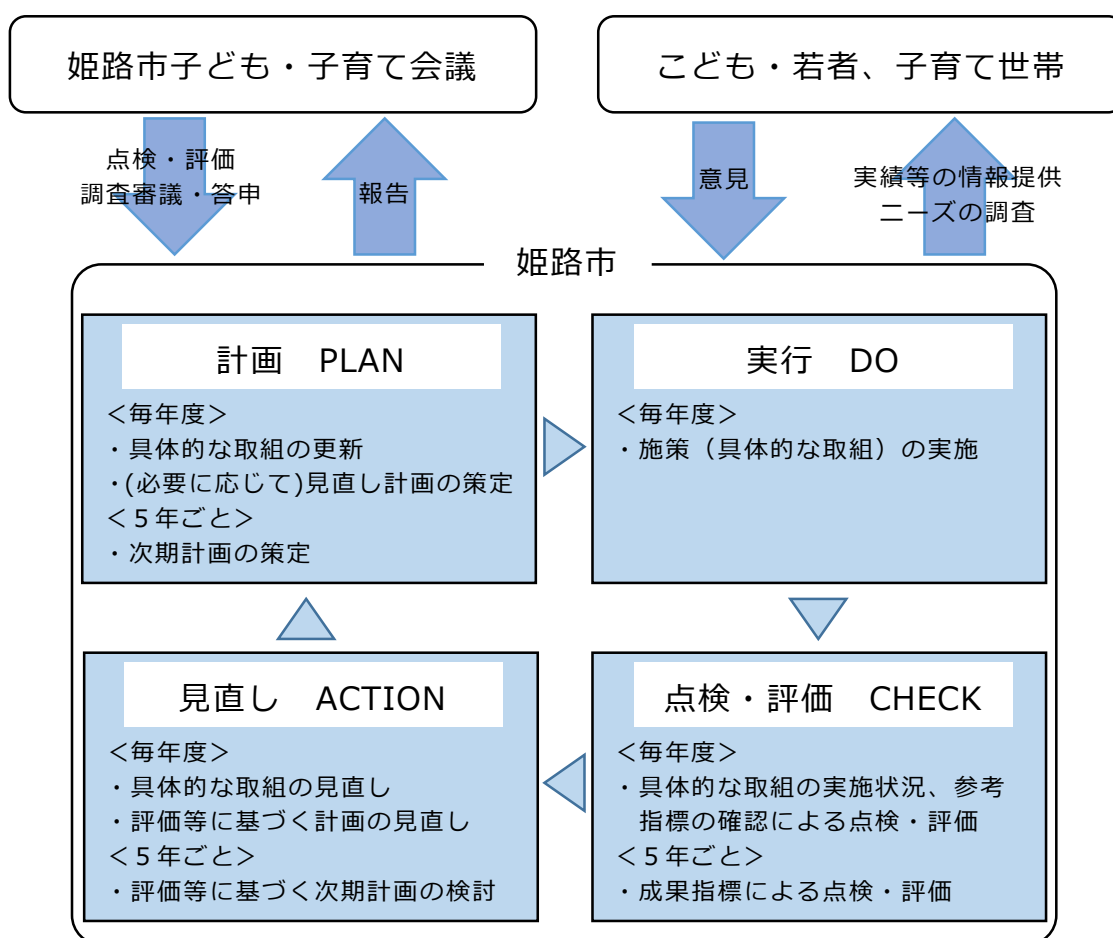 姫路市子ども・子育て会議
こども・若者、子育て世帯
点検・評価
調査審議・答申
報告
意見
実績等の情報提供
ニーズの調査
姫路市
計画　PLAN
＜毎年度＞
・具体的な取組の更新
・(必要に応じて)見直し計画の策定
＜５年ごと＞
・次期計画の策定
実行　DO
＜毎年度＞
・施策（具体的な取組）の実施
見直し　ACTION
＜毎年度＞
・具体的な取組の見直し
・評価等に基づく計画の見直し
＜５年ごと＞
・評価等に基づく次期計画の検討
点検・評価　CHECK
＜毎年度＞
・具体的な取組の実施状況、参考
指標の確認による点検・評価
＜５年ごと＞
・成果指標による点検・評価